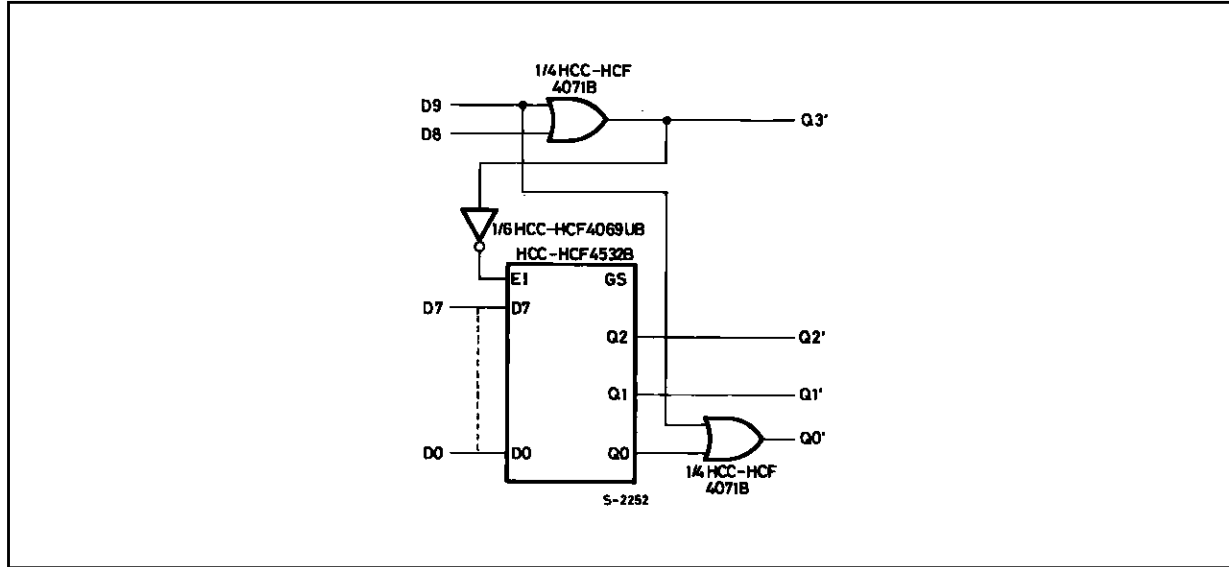 1/4 HCC-HCF
4071B
D9
D8
Q3'
1/6 HCC-HCF4069UB
HCC-HCF4532B
EI
GS
D7
D7
Q2
Q2'
Q1
Q1'
D0
D0
Q0
Q0'
1/4 HCC-HCF
4071B
S-2252